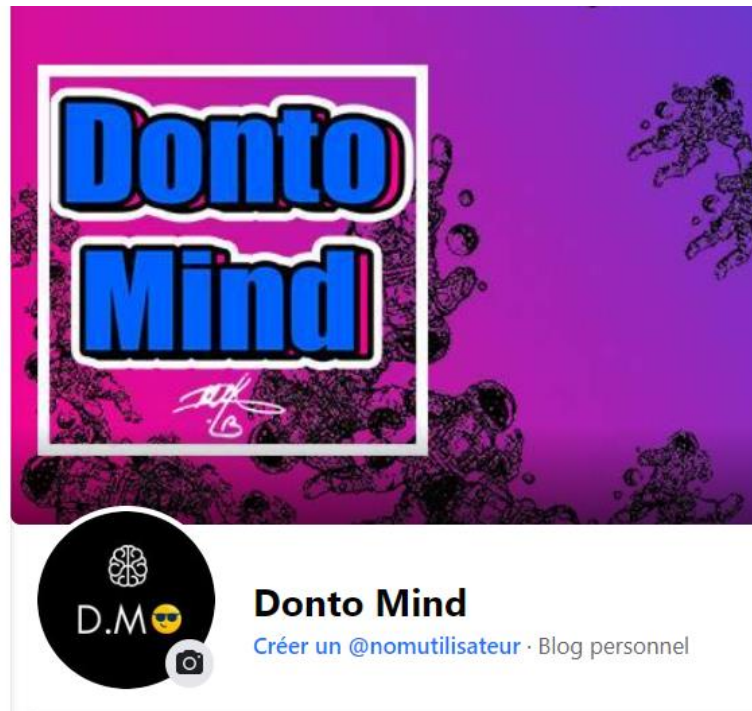 Donto
Mind
D.M😎
Donto Mind
Créer un @nomutilisateur · Blog personnel